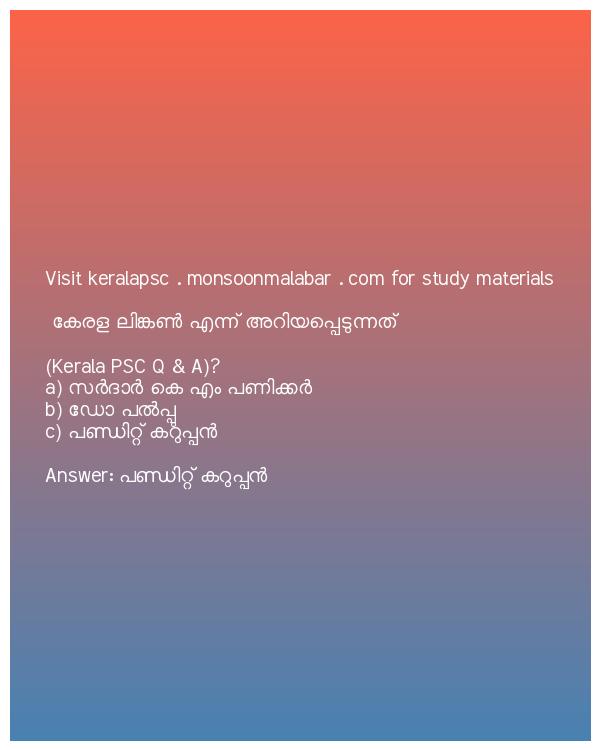 Visit keralapsc . monsoonmalabar . com for study materials
കേരള ലിങ്കൺ എന്ന് അറിയപ്പെടുന്നത്
(Kerala PSC Q & A)?
a) സർദാർ കെ എം പണിക്കർ
b) ഡോ പൽപ്പു
c) പണ്ഡിറ്റ് കറുപ്പൻ
Answer: പണ്ഡിറ്റ് കറുപ്പൻ